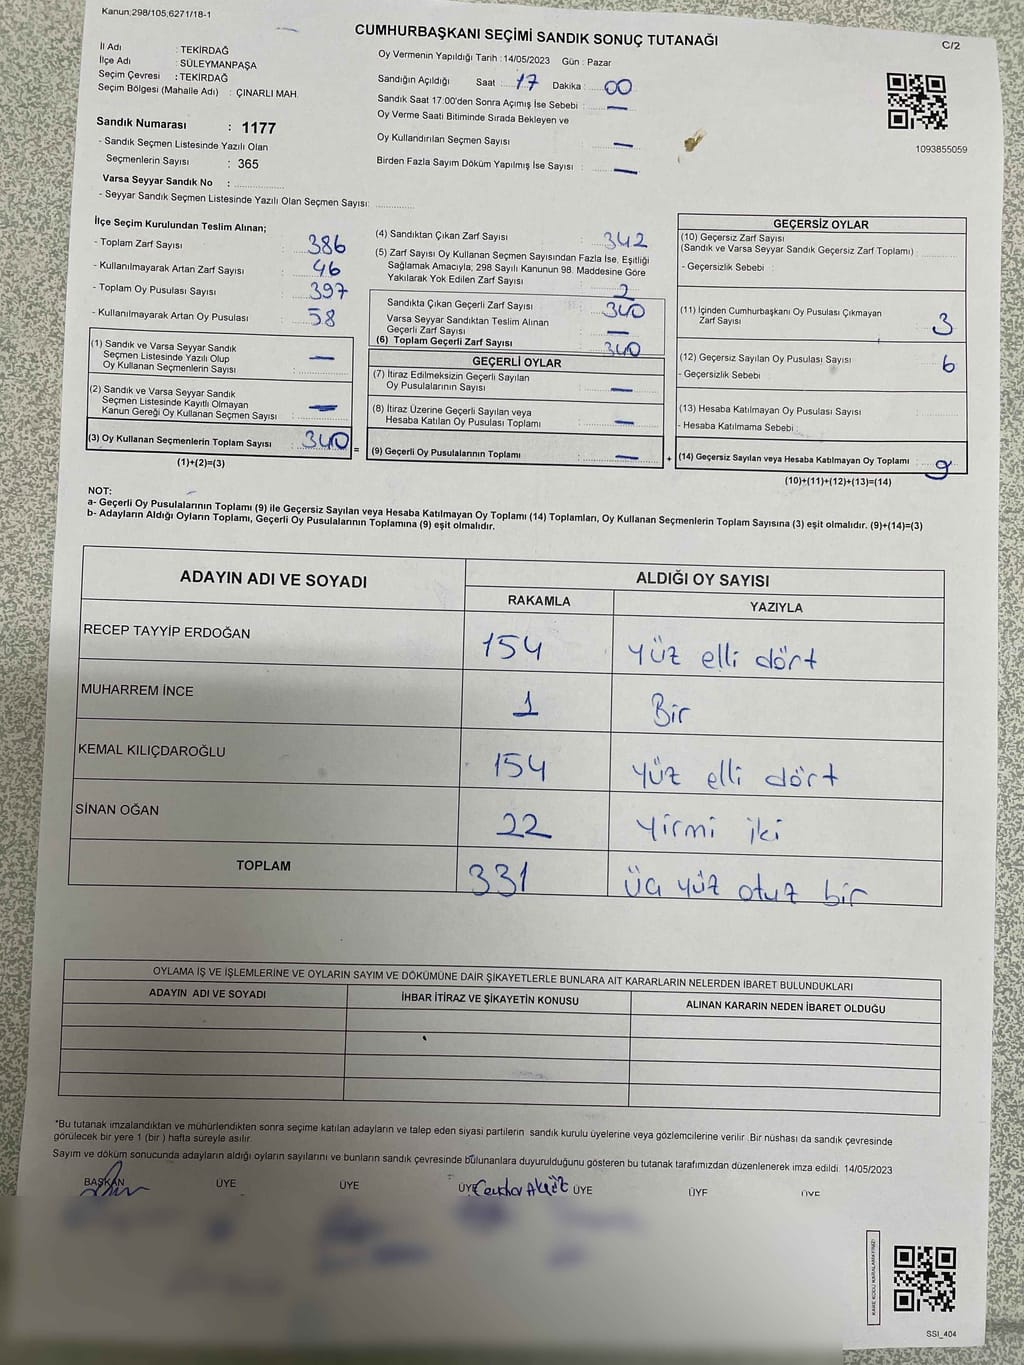 Kanun:298/105,6271/18-1
CUMHURBAŞKANI SEÇİMİ SANDIK SONUÇ TUTANAĞI
C/2
İl Adı : TEKİRDAĞ
İlçe Adı : SÜLEYMANPAŞA
Seçim Çevresi : TEKİRDAĞ
Seçim Bölgesi (Mahalle Adı) : ÇINARLI MAH.
Sandık Numarası : 1177
- Sandık Seçmen Listesinde Yazılı Olan
Seçmenlerin Sayısı : 365
Varsa Seyyar Sandık No :
- Seyyar Sandık Seçmen Listesinde Yazılı Olan Seçmen Sayısı:
Oy Vermenin Yapıldığı Tarih : 14/05/2023 Gün : Pazar
Sandığın Açıldığı Saat : 17 Dakika : 00
Sandık Saat 17:00'den Sonra Açımış İse Sebebi : —
Oy Verme Saati Bitiminde Sırada Bekleyen ve
Oy Kullandırılan Seçmen Sayısı —
Birden Fazla Sayım Döküm Yapılmış İse Sayısı : —
1093855059
İlçe Seçim Kurulundan Teslim Alınan;
- Toplam Zarf Sayısı : 386
- Kullanılmayarak Artan Zarf Sayısı : 46
- Toplam Oy Pusulası Sayısı : 397
- Kullanılmayarak Artan Oy Pusulası : 58
(1) Sandık ve Varsa Seyyar Sandık
Seçmen Listesinde Yazılı Olup
Oy Kullanan Seçmenlerin Sayısı : —
(2) Sandık ve Varsa Seyyar Sandık
Seçmen Listesinde Kayıtlı Olmayan
Kanun Gereği Oy Kullanan Seçmen Sayısı : —
(3) Oy Kullanan Seçmenlerin Toplam Sayısı : 340
(1)+(2)=(3)
(4) Sandıktan Çıkan Zarf Sayısı : 342
(5) Zarf Sayısı Oy Kullanan Seçmen Sayısından Fazla İse, Eşitliği
Sağlamak Amacıyla; 298 Sayılı Kanunun 98. Maddesine Göre
Yakılarak Yok Edilen Zarf Sayısı : 2
Sandıkta Çıkan Geçerli Zarf Sayısı : 340
Varsa Seyyar Sandıktan Teslim Alınan
Geçerli Zarf Sayısı : —
(6) Toplam Geçerli Zarf Sayısı : 340
GEÇERLİ OYLAR
(7) İtiraz Edilmeksizin Geçerli Sayılan
Oy Pusulalarının Sayısı : —
(8) İtiraz Üzerine Geçerli Sayılan veya
Hesaba Katılan Oy Pusulası Toplamı : —
= (9) Geçerli Oy Pusulalarının Toplamı : —
GEÇERSİZ OYLAR
(10) Geçersiz Zarf Sayısı
(Sandık ve Varsa Seyyar Sandık Geçersiz Zarf Toplamı) :
- Geçersizlik Sebebi :
(11) İçinden Cumhurbaşkanı Oy Pusulası Çıkmayan
Zarf Sayısı 3
(12) Geçersiz Sayılan Oy Pusulası Sayısı : 6
- Geçersizlik Sebebi :
(13) Hesaba Katılmayan Oy Pusulası Sayısı
- Hesaba Katılmama Sebebi :
+ (14) Geçersiz Sayılan veya Hesaba Katılmayan Oy Toplamı : 9
(10)+(11)+(12)+(13)=(14)
NOT:
a- Geçerli Oy Pusulalarının Toplamı (9) ile Geçersiz Sayılan veya Hesaba Katılmayan Oy Toplamı (14) Toplamları, Oy Kullanan Seçmenlerin Toplam Sayısına (3) eşit olmalıdır. (9)+(14)=(3)
b- Adayların Aldığı Oyların Toplamı, Geçerli Oy Pusulalarının Toplamına (9) eşit olmalıdır.
ADAYIN ADI VE SOYADI ALDIĞI OY SAYISI
RAKAMLA YAZIYLA
RECEP TAYYİP ERDOĞAN 154 yüz elli dört
MUHARREM İNCE 1 Bir
KEMAL KILIÇDAROĞLU 154 yüz elli dört
SİNAN OĞAN 22 yirmi iki
TOPLAM 331 üç yüz otuz bir
OYLAMA İŞ VE İŞLEMLERİNE VE OYLARIN SAYIM VE DÖKÜMÜNE DAİR ŞİKAYETLERLE BUNLARA AİT KARARLARIN NELERDEN İBARET BULUNDUKLARI
ADAYIN ADI VE SOYADI İHBAR İTİRAZ VE ŞİKAYETİN KONUSU ALINAN KARARIN NEDEN İBARET OLDUĞU
*Bu tutanak imzalandıktan ve mühürlendikten sonra seçime katılan adayların ve talep eden siyasi partilerin sandık kurulu üyelerine veya gözlemcilerine verilir. Bir nüshası da sandık çevresinde
görülecek bir yere 1 (bir) hafta süreyle asılır.
Sayım ve döküm sonucunda adayların aldığı oyların sayılarını ve bunların sandık çevresinde bulunanlara duyurulduğunu gösteren bu tutanak tarafımızdan düzenlenerek imza edildi. 14/05/2023
BAŞKAN ÜYE ÜYE ÜYE ÜYE ÜYE ÜYE
SSI_404